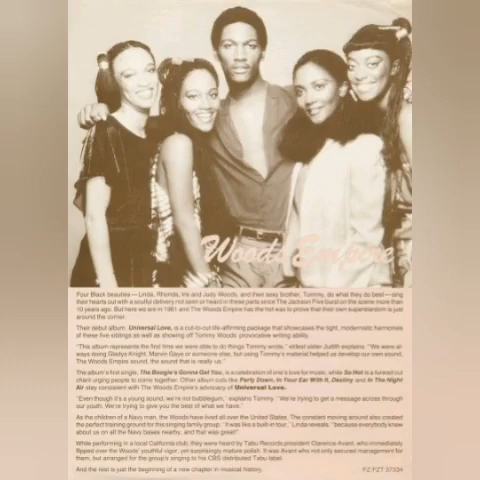 Woods Empire
Four Black beauties — Linda, Rhonda, Iris and Judy Woods, and their sexy brother, Tommy, do what they do best — sing
their hearts out with a soulful delivery not seen or heard in these parts since The Jackson Five burst on the scene more than
10 years ago. But here we are in 1981 and The Woods Empire has the hot wax to prove that their own superstardom is just
around the corner.
Their debut album, Universal Love, is a cut-to-cut life-affirming package that showcases the tight, modernistic harmonies
of these five siblings as well as showing off Tommy Woods' provocative writing ability.
"This album represents the first time we were able to do things Tommy wrote," eldest sister Judith explains. "We were al-
ways doing Gladys Knight, Marvin Gaye or someone else, but using Tommy's material helped us develop our own sound,
The Woods Empire sound, the sound that is really us."
The album's first single, The Boogie's Gonna Get You, is a celebration of one's love for music, while So Hot is a
chant urging people to come together. Other album cuts like Party Down, In Your Ear With It, Destiny and In The Night
Air stay consistent with The Woods Empire's advocacy of Universal Love.
"Even though it's a young sound, we're not bubblegum," explains Tommy. "We're trying to get a message across through
our youth. We're trying to give you the best of what we have."
As the children of a Navy man, the Woods have lived all over the United States. The constant moving around also created
the perfect training ground for this singing family group. "It was like a built-in tour," Linda reveals, "because everybody knew
about us on all the Navy bases nearby, and that was great!"
While performing in a local California club, they were heard by Tabu Records president Clarence Avant, who immediately
flipped over the Woods' youthful vigor, yet surprisingly mature polish. It was Avant who not only secured management for
them, but arranged for the group's signing to his CBS distributed Tabu label.
And the rest is just the beginning of a new chapter in musical history.
FZ FZT 37334